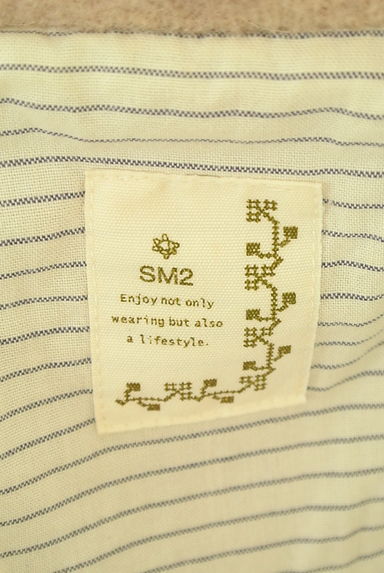 SM2
Enjoy not only
wearing but also
a lifestyle.